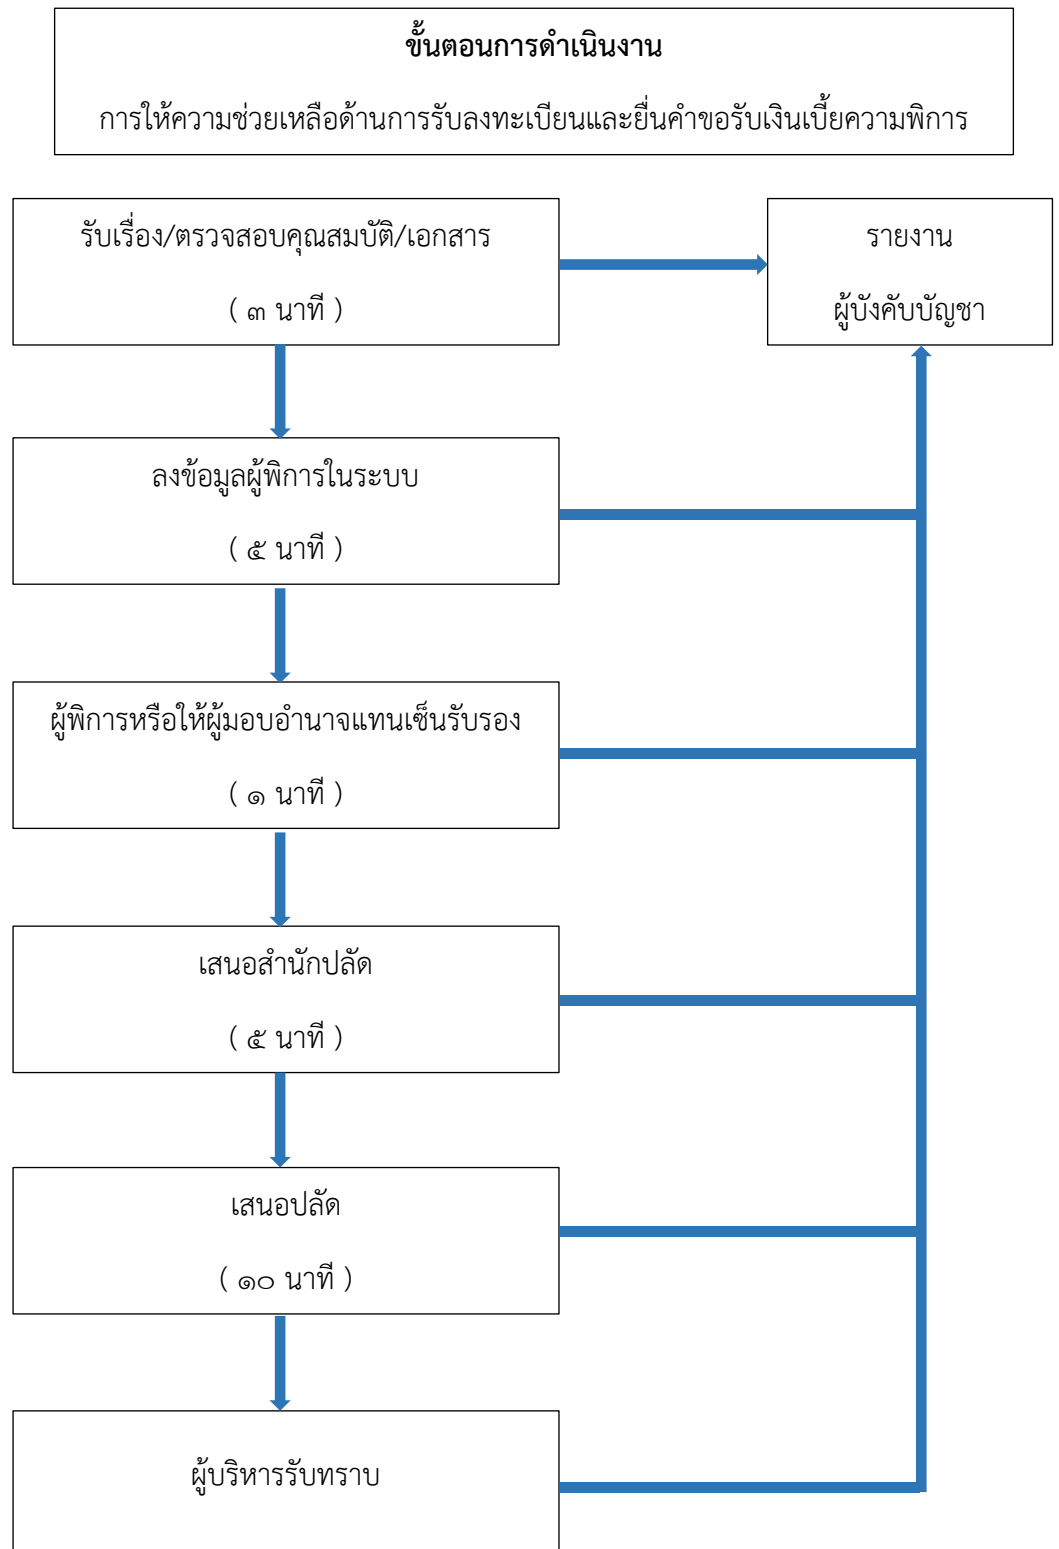 ขั้นตอนการดำเนินงาน
การให้ความช่วยเหลือด้านการรับลงทะเบียนและยื่นคำขอรับเงินเบี้ยความพิการ
รับเรื่อง/ตรวจสอบคุณสมบัติ/เอกสาร
( ๓ นาที )
รายงาน
ผู้บังคับบัญชา
ลงข้อมูลผู้พิการในระบบ
( ๕ นาที )
ผู้พิการหรือให้ผู้มอบอำนาจแทนเซ็นรับรอง
( ๑ นาที )
เสนอสำนักปลัด
( ๕ นาที )
เสนอปลัด
( ๑๐ นาที )
ผู้บริหารรับทราบ